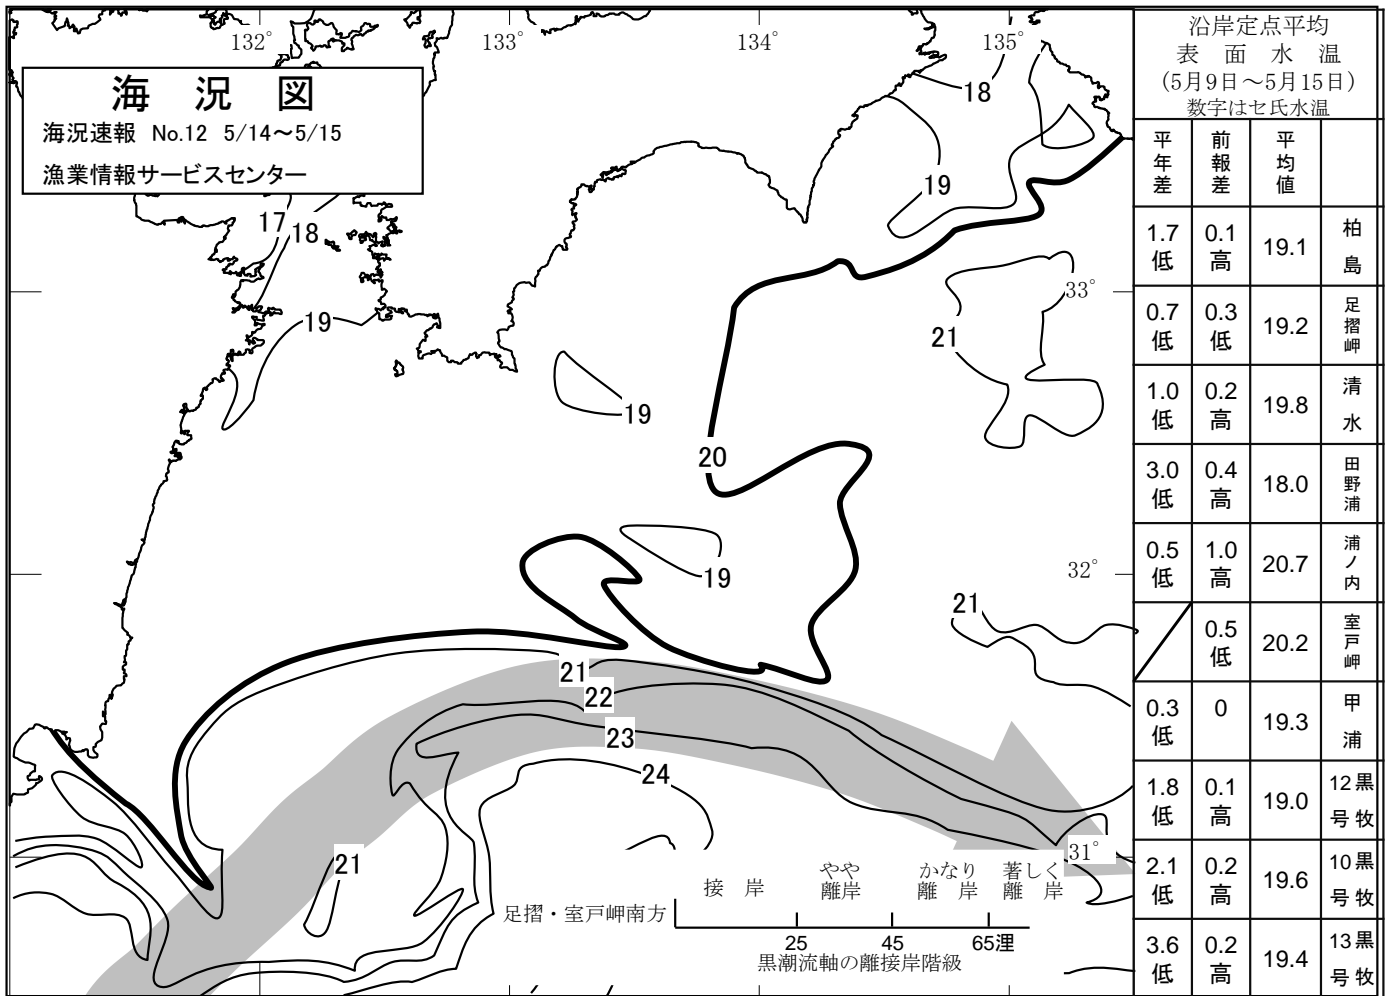 海況図
海況速報 No.12 5/14～5/15
漁業情報サービスセンター
132°
133°
134°
135°
33°
32°
31°
18
19
17
18
19
19
21
20
19
21
21
22
23
24
21
接岸
やや離岸
かなり離岸
著しく離岸
足摺・室戸岬南方
25 45 65浬
黒潮流軸の離接岸階級
沿岸定点平均
表面水温
(5月9日～5月15日)
数字はセ氏水温
平年差 前報差 平均値
1.7低 0.1高 19.1 柏島
0.7低 0.3低 19.2 足摺岬
1.0低 0.2高 19.8 清水
3.0低 0.4高 18.0 田野浦
0.5低 1.0高 20.7 浦ノ内
0.5低 20.2 室戸岬
0.3低 0 19.3 甲浦
1.8低 0.1高 19.0 黒牧12号
2.1低 0.2高 19.6 黒牧10号
3.6低 0.2高 19.4 黒牧13号